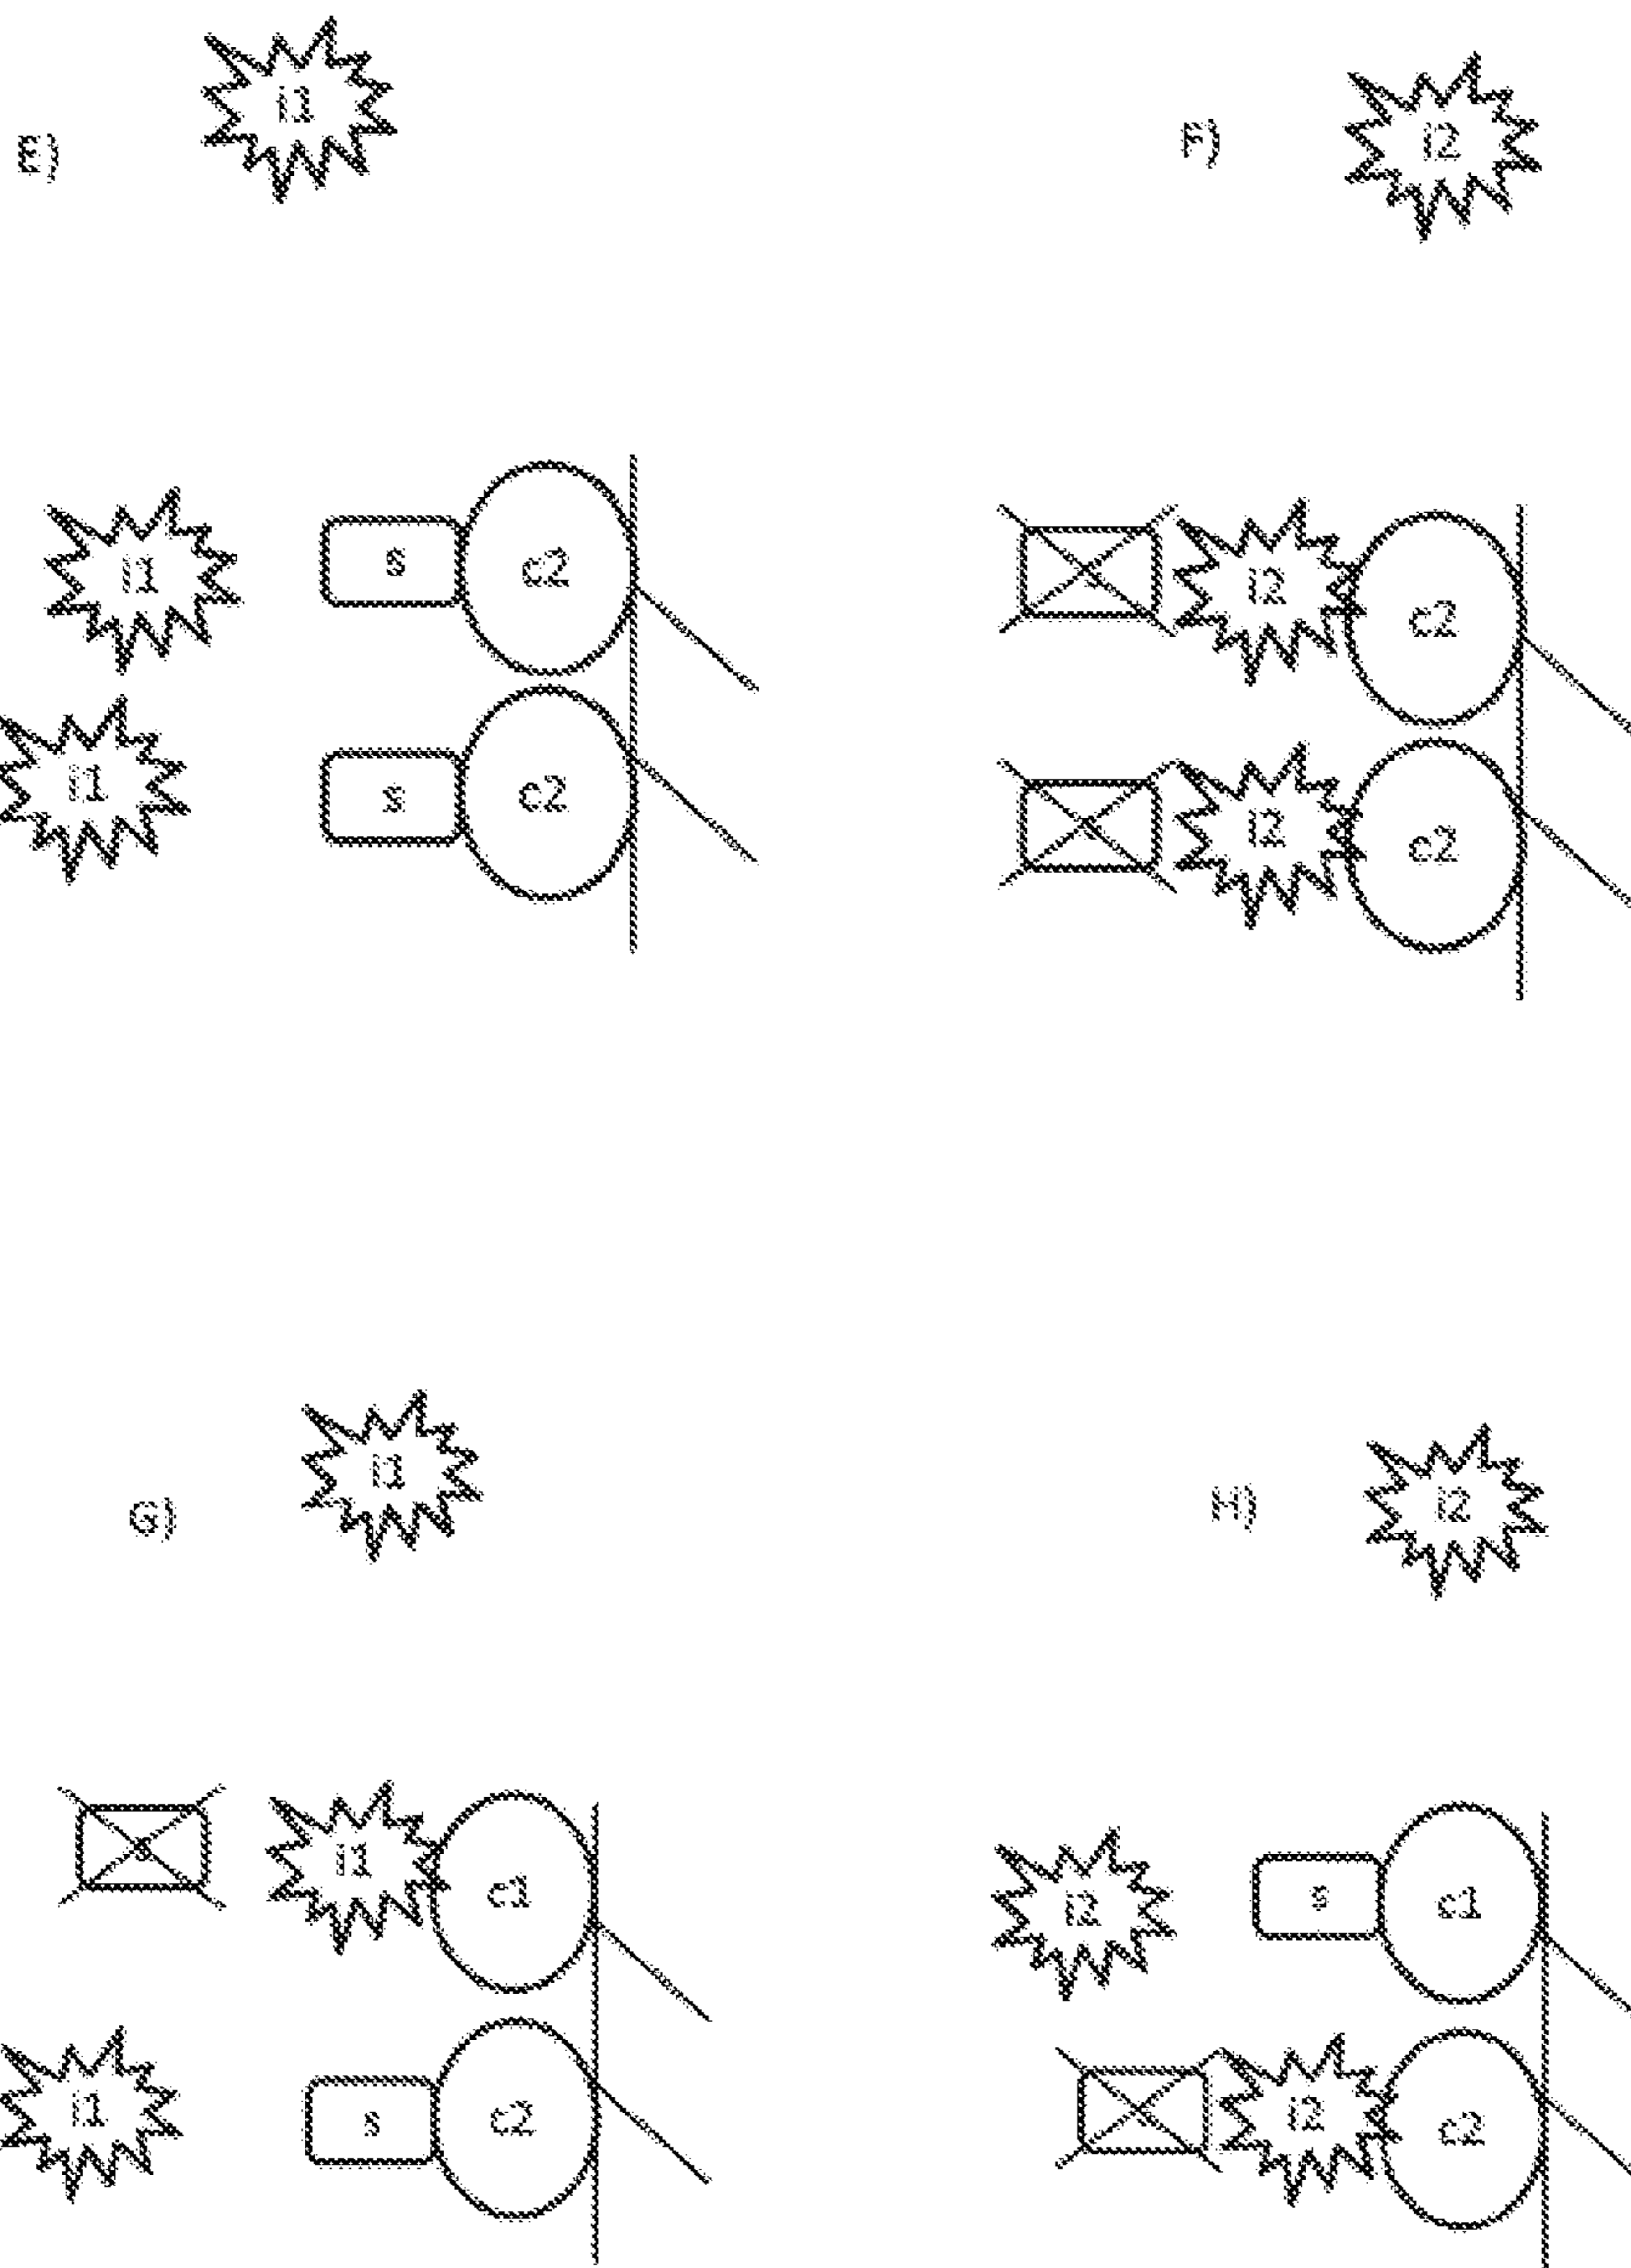 E) i1
F) i2
i1 s c2
i2 c2
i1 s c2
i2 c2
G) i1
H) i2
i1 c1
i2 s c1
i1 s c2
i2 c2